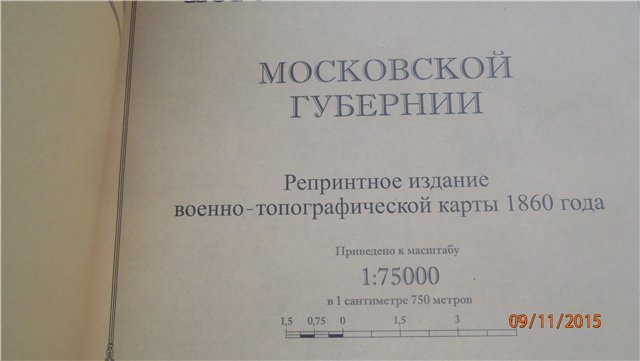 МОСКОВСКОЙ
ГУБЕРНИИ
Репринтное издание
военно-топографической карты 1860 года
Приведено к масштабу
1:75000
в 1 сантиметре 750 метров
1,5 0,75 0 1,5 3
09/11/2015